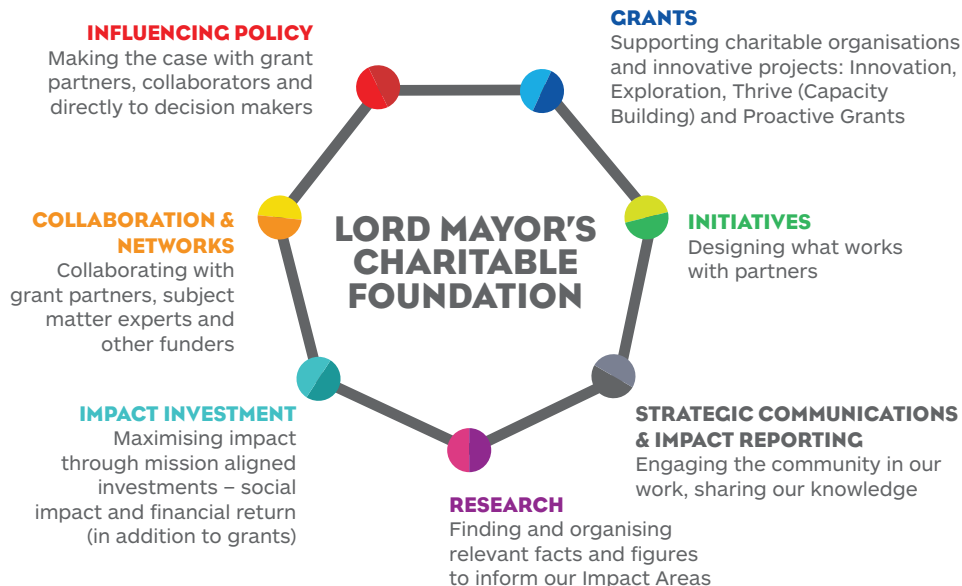 INFLUENCING POLICY
Making the case with grant
partners, collaborators and
directly to decision makers
GRANTS
Supporting charitable organisations
and innovative projects: Innovation,
Exploration, Thrive (Capacity
Building) and Proactive Grants
COLLABORATION &
NETWORKS
Collaborating with
grant partners, subject
matter experts and
other funders
LORD MAYOR'S
CHARITABLE
FOUNDATION
INITIATIVES
Designing what works
with partners
IMPACT INVESTMENT
Maximising impact
through mission aligned
investments – social
impact and financial return
(in addition to grants)
STRATEGIC COMMUNICATIONS
& IMPACT REPORTING
Engaging the community in our
work, sharing our knowledge
RESEARCH
Finding and organising
relevant facts and figures
to inform our Impact Areas